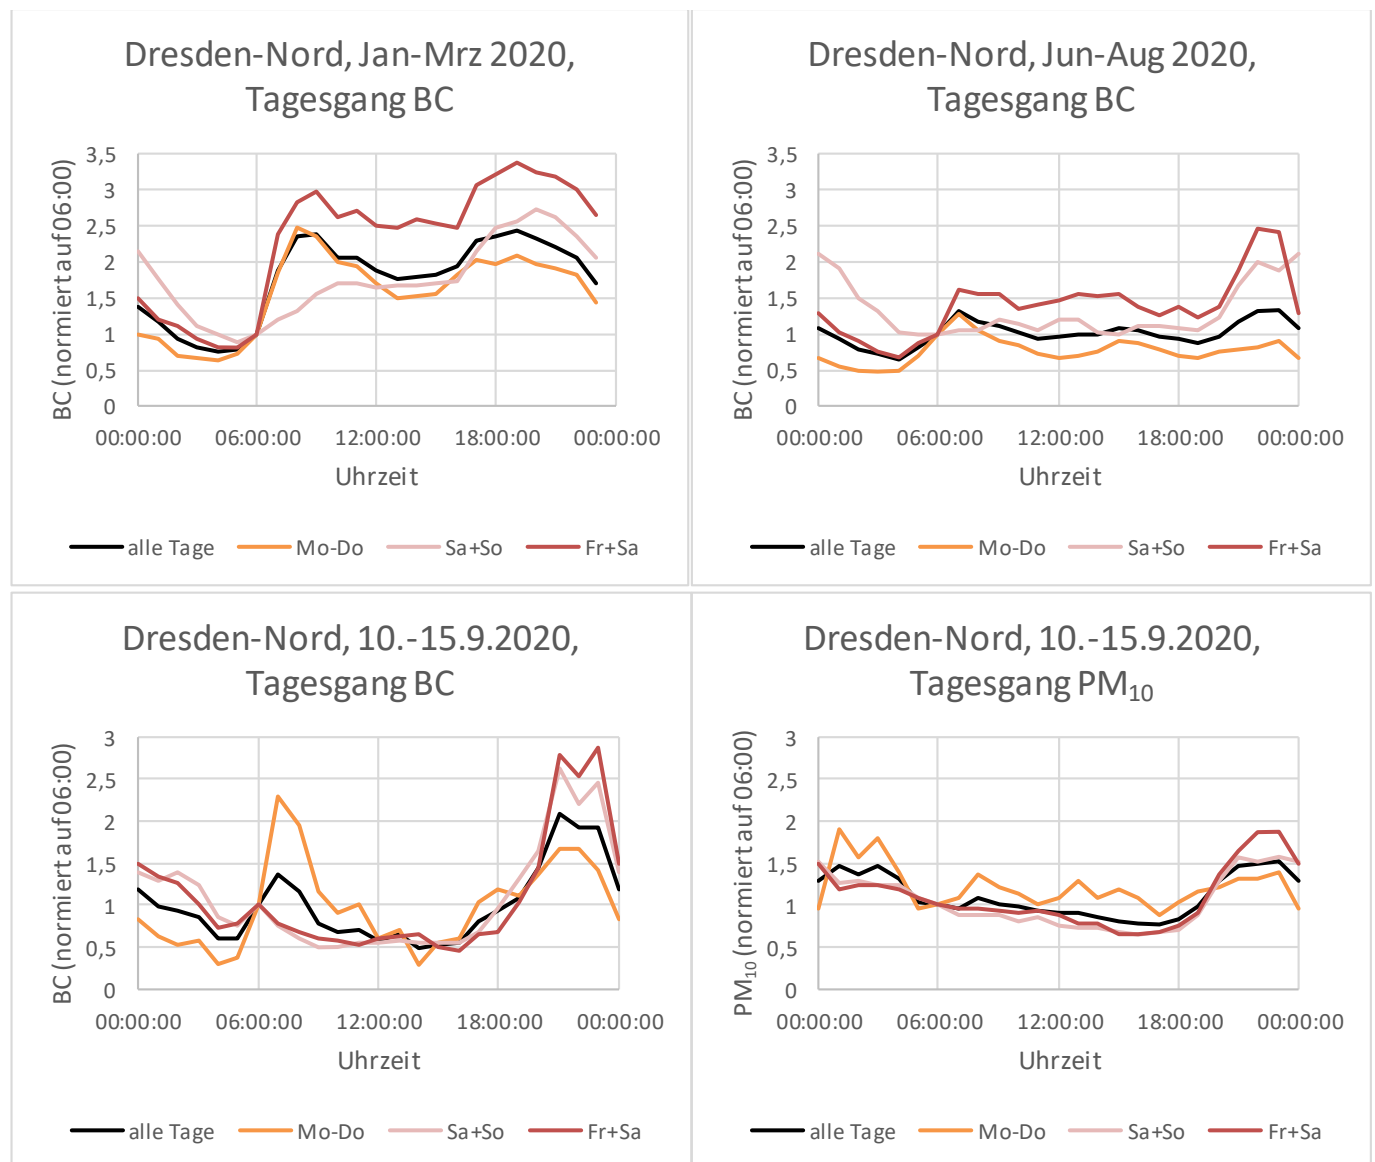 Dresden-Nord, Jan-Mrz 2020,
Tagesgang BC
BC (normiert auf 06:00)
3,5
3
2,5
2
1,5
1
0,5
0
00:00:00 06:00:00 12:00:00 18:00:00 00:00:00
Uhrzeit
alle Tage Mo-Do Sa+So Fr+Sa
Dresden-Nord, Jun-Aug 2020,
Tagesgang BC
BC (normiert auf 06:00)
3,5
3
2,5
2
1,5
1
0,5
0
00:00:00 06:00:00 12:00:00 18:00:00 00:00:00
Uhrzeit
alle Tage Mo-Do Sa+So Fr+Sa
Dresden-Nord, 10.-15.9.2020,
Tagesgang BC
BC (normiert auf 06:00)
3
2,5
2
1,5
1
0,5
0
00:00:00 06:00:00 12:00:00 18:00:00 00:00:00
Uhrzeit
alle Tage Mo-Do Sa+So Fr+Sa
Dresden-Nord, 10.-15.9.2020,
Tagesgang PM₁₀
PM₁₀ (normiert auf 06:00)
3
2,5
2
1,5
1
0,5
0
00:00:00 06:00:00 12:00:00 18:00:00 00:00:00
Uhrzeit
alle Tage Mo-Do Sa+So Fr+Sa